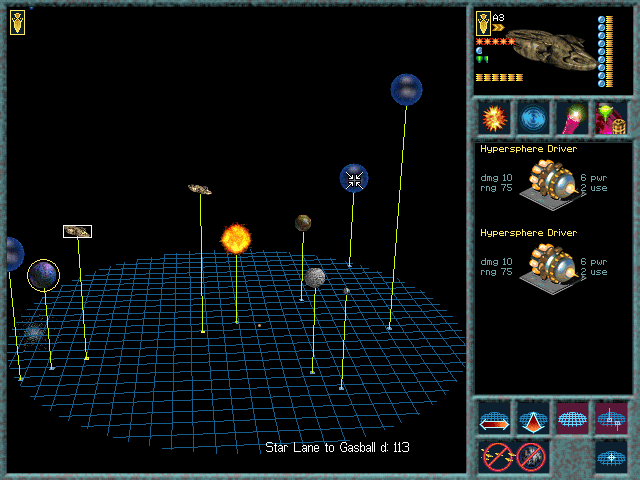 A3
Hypersphere Driver
dmg 10 6 pwr
rng 75 2 use
Hypersphere Driver
dmg 10 6 pwr
rng 75 2 use
Star Lane to Gasball d: 113